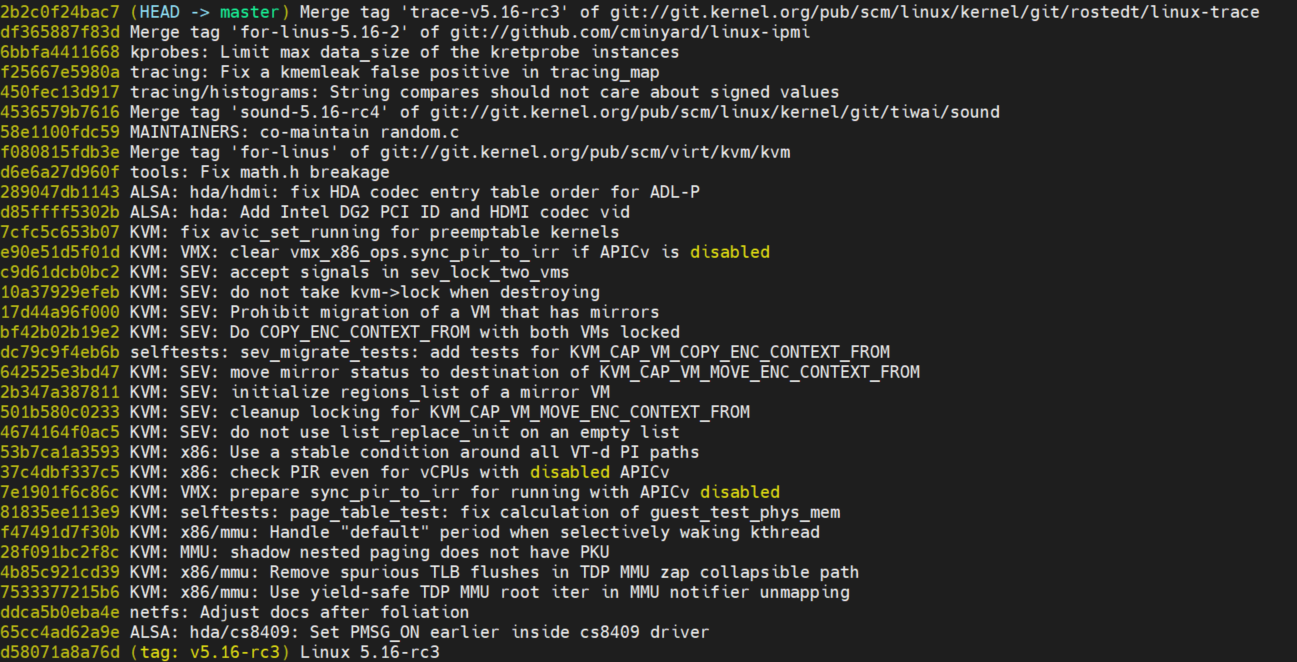 2b2c0f24bac7 (HEAD -> master) Merge tag 'trace-v5.16-rc3' of git://git.kernel.org/pub/scm/linux/kernel/git/rostedt/linux-trace
df365887f83d Merge tag 'for-linus-5.16-2' of git://github.com/cminyard/linux-ipmi
6bbfa4411668 kprobes: Limit max data_size of the kretprobe instances
f25667e5980a tracing: Fix a kmemleak false positive in tracing_map
450fec13d917 tracing/histograms: String compares should not care about signed values
4536579b7616 Merge tag 'sound-5.16-rc4' of git://git.kernel.org/pub/scm/linux/kernel/git/tiwai/sound
58e1100fdc59 MAINTAINERS: co-maintain random.c
f080815fdb3e Merge tag 'for-linus' of git://git.kernel.org/pub/scm/virt/kvm/kvm
d6e6a27d960f tools: Fix math.h breakage
289047db1143 ALSA: hda/hdmi: fix HDA codec entry table order for ADL-P
d85ffff5302b ALSA: hda: Add Intel DG2 PCI ID and HDMI codec vid
7cfc5c653b07 KVM: fix avic_set_running for preemptable kernels
e90e51d5f01d KVM: VMX: clear vmx_x86_ops.sync_pir_to_irr if APICv is disabled
c9d61dcb0bc2 KVM: SEV: accept signals in sev_lock_two_vms
10a37929efeb KVM: SEV: do not take kvm->lock when destroying
17d44a96f000 KVM: SEV: Prohibit migration of a VM that has mirrors
bf42b02b19e2 KVM: SEV: Do COPY_ENC_CONTEXT_FROM with both VMs locked
dc79c9f4eb6b selftests: sev_migrate_tests: add tests for KVM_CAP_VM_COPY_ENC_CONTEXT_FROM
642525e3bd47 KVM: SEV: move mirror status to destination of KVM_CAP_VM_MOVE_ENC_CONTEXT_FROM
2b347a387811 KVM: SEV: initialize regions_list of a mirror VM
501b580c0233 KVM: SEV: cleanup locking for KVM_CAP_VM_MOVE_ENC_CONTEXT_FROM
4674164f0ac5 KVM: SEV: do not use list_replace_init on an empty list
53b7ca1a3593 KVM: x86: Use a stable condition around all VT-d PI paths
37c4dbf337c5 KVM: x86: check PIR even for vCPUs with disabled APICv
7e1901f6c86c KVM: VMX: prepare sync_pir_to_irr for running with APICv disabled
81835ee113e9 KVM: selftests: page_table_test: fix calculation of guest_test_phys_mem
f47491d7f30b KVM: x86/mmu: Handle "default" period when selectively waking kthread
28f091bc2f8c KVM: MMU: shadow nested paging does not have PKU
4b85c921cd39 KVM: x86/mmu: Remove spurious TLB flushes in TDP MMU zap collapsible path
7533377215b6 KVM: x86/mmu: Use yield-safe TDP MMU root iter in MMU notifier unmapping
ddca5b0eba4e netfs: Adjust docs after foliation
65cc4ad62a9e ALSA: hda/cs8409: Set PMSG_ON earlier inside cs8409 driver
d58071a8a76d (tag: v5.16-rc3) Linux 5.16-rc3